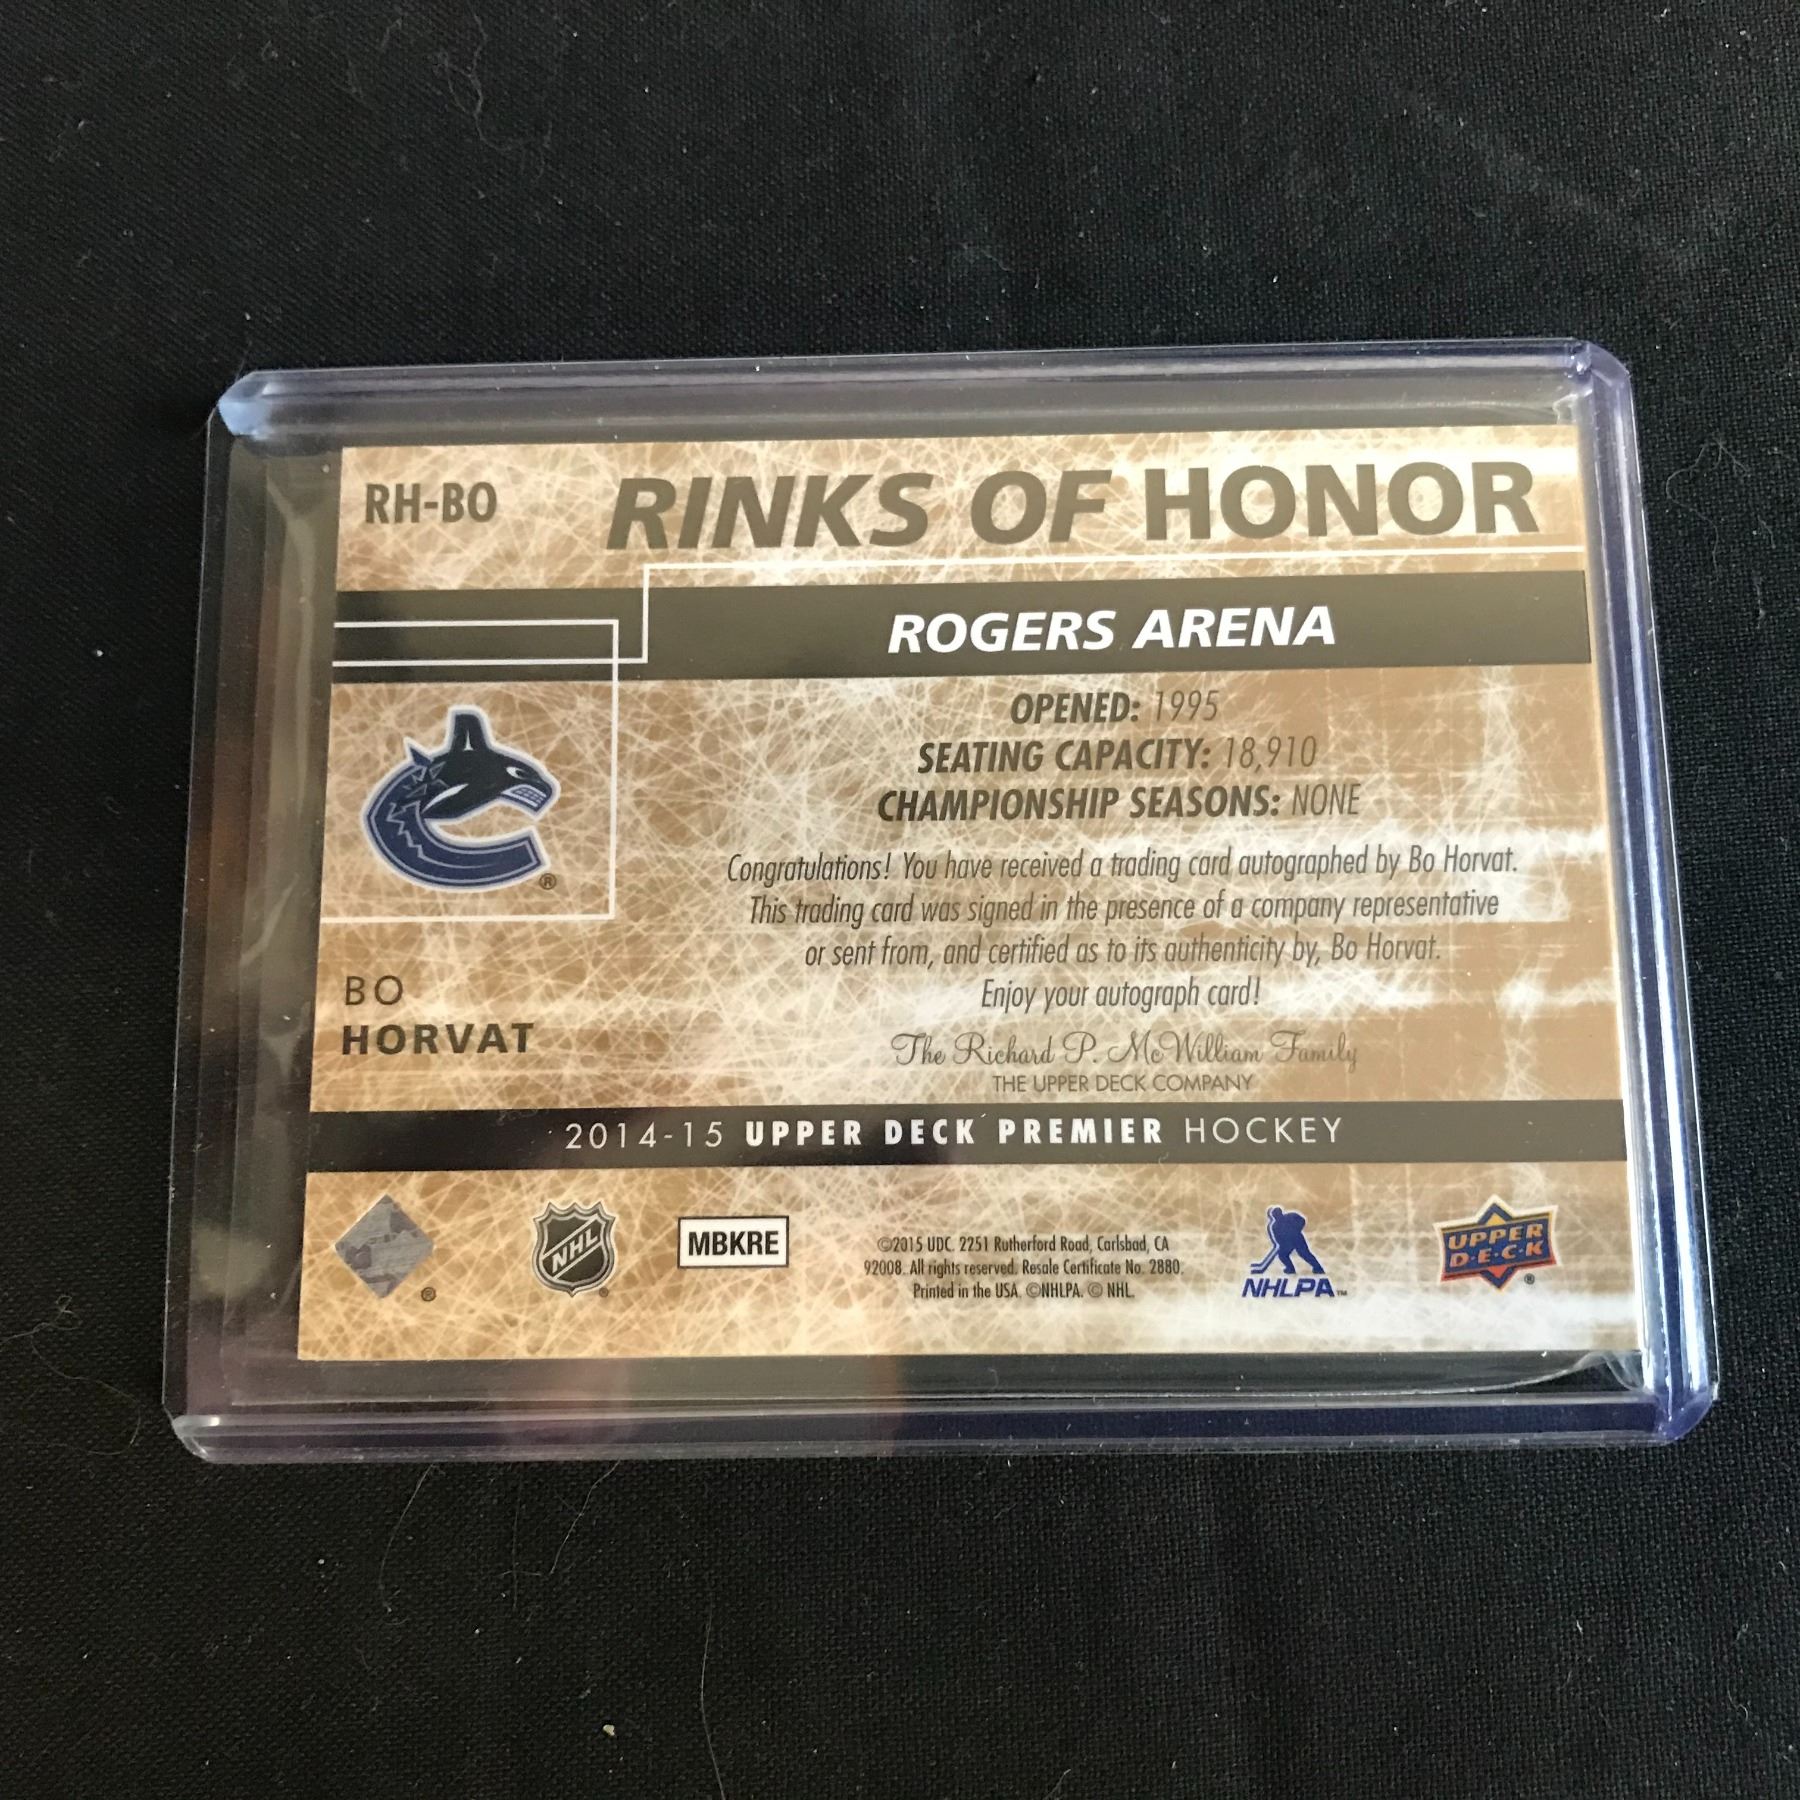 RH-BO
RINKS OF HONOR
ROGERS ARENA
OPENED: 1995
SEATING CAPACITY: 18,910
CHAMPIONSHIP SEASONS: NONE
®
Congratulations! You have received a trading card autographed by Bo Horvat.
This trading card was signed in the presence of a company representative
or sent from, and certified as to its authenticity by, Bo Horvat.
Enjoy your autograph card!
BO
HORVAT
The Richard P. McWilliam Family
THE UPPER DECK COMPANY
2014-15 UPPER DECK PREMIER HOCKEY
®
NHL
®
MBKRE
©2015 UDC. 2251 Rutherford Road, Carlsbad, CA
92008. All rights reserved. Resale Certificate No. 2880.
Printed in the USA. ©NHLPA. © NHL.
NHLPA™
UPPER
D·E·C·K
®